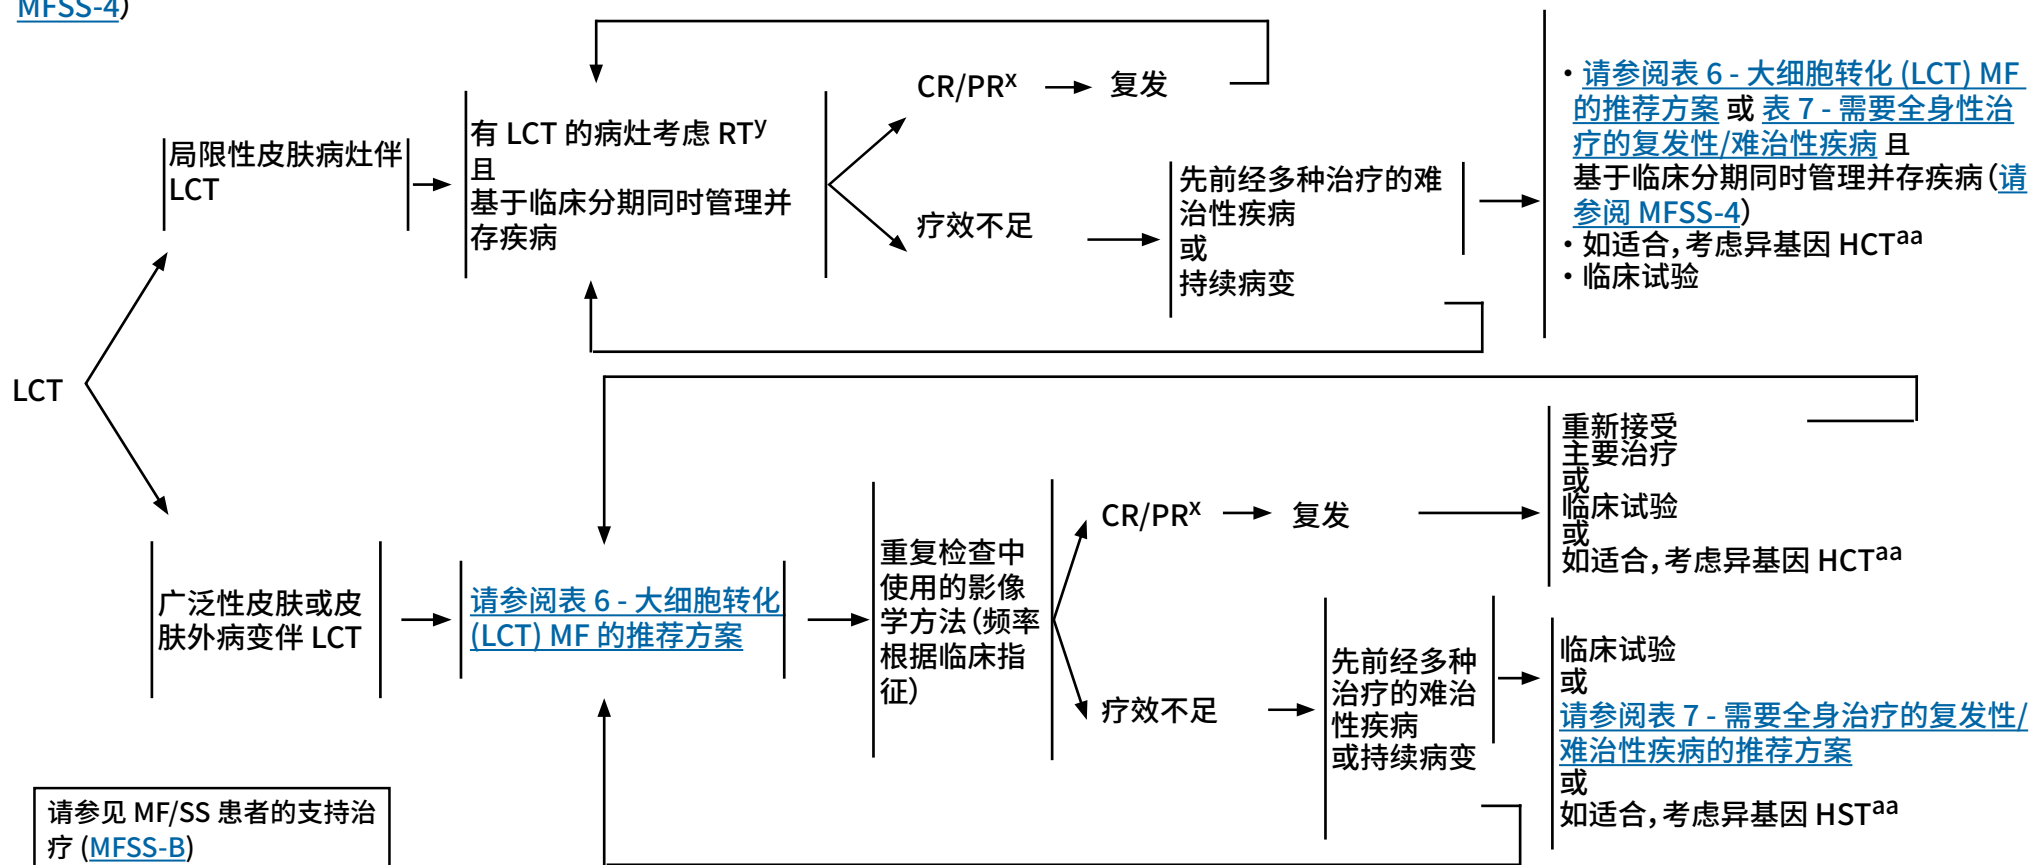 MFSS-4)
LCT
局限性皮肤病灶伴
LCT
有 LCT 的病灶考虑 RTy
且
基于临床分期同时管理并
存疾病
CR/PRx
复发
疗效不足
先前经多种治疗的难
治性疾病
或
持续病变
• 请参阅表 6 - 大细胞转化 (LCT) MF
的推荐方案 或 表 7 - 需要全身性治
疗的复发性/难治性疾病 且
基于临床分期同时管理并存疾病(请
参阅 MFSS-4)
• 如适合,考虑异基因 HCTaa
• 临床试验
广泛性皮肤或皮
肤外病变伴 LCT
请参阅表 6 - 大细胞转化
(LCT) MF 的推荐方案
重复检查中
使用的影像
学方法(频率
根据临床指
征)
CR/PRx
复发
重新接受
主要治疗
或
临床试验
或
如适合,考虑异基因 HCTaa
疗效不足
先前经多种
治疗的难治
性疾病
或持续病变
临床试验
或
请参阅表 7 - 需要全身治疗的复发性/
难治性疾病的推荐方案
或
如适合,考虑异基因 HSTaa
请参见 MF/SS 患者的支持治
疗 (MFSS-B)